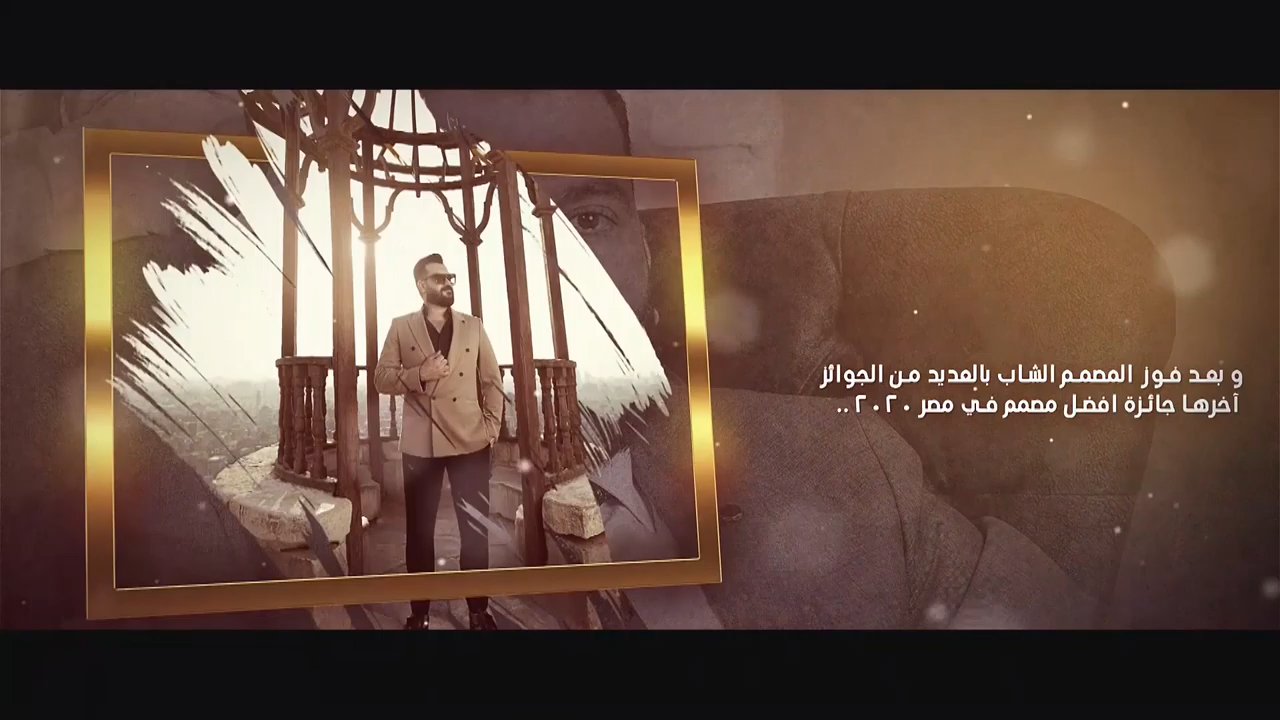 و بعد فوز المصمم الشاب بالعديد من الجوائز
آخرها جائزة افضل مصمم في مصر ٢٠٢٠ ..